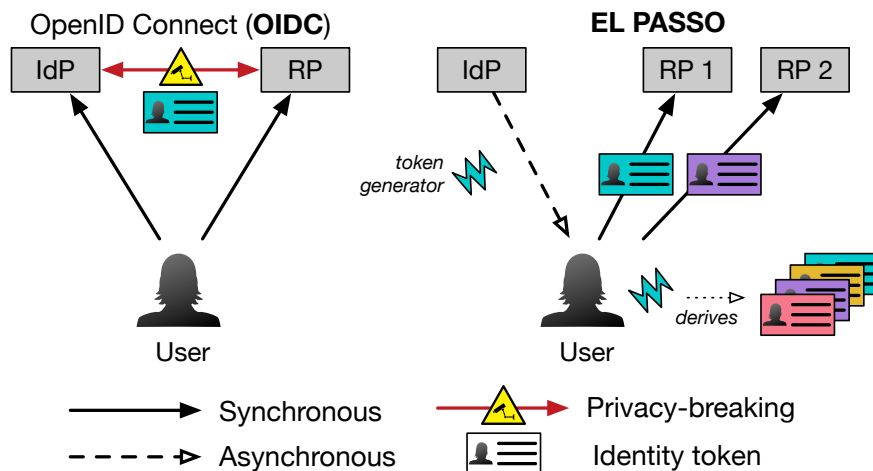 OpenID Connect (OIDC)
IdP
RP
User
EL PASSO
IdP
RP 1
RP 2
token
generator
derives
User
Synchronous
Privacy-breaking
Asynchronous
Identity token